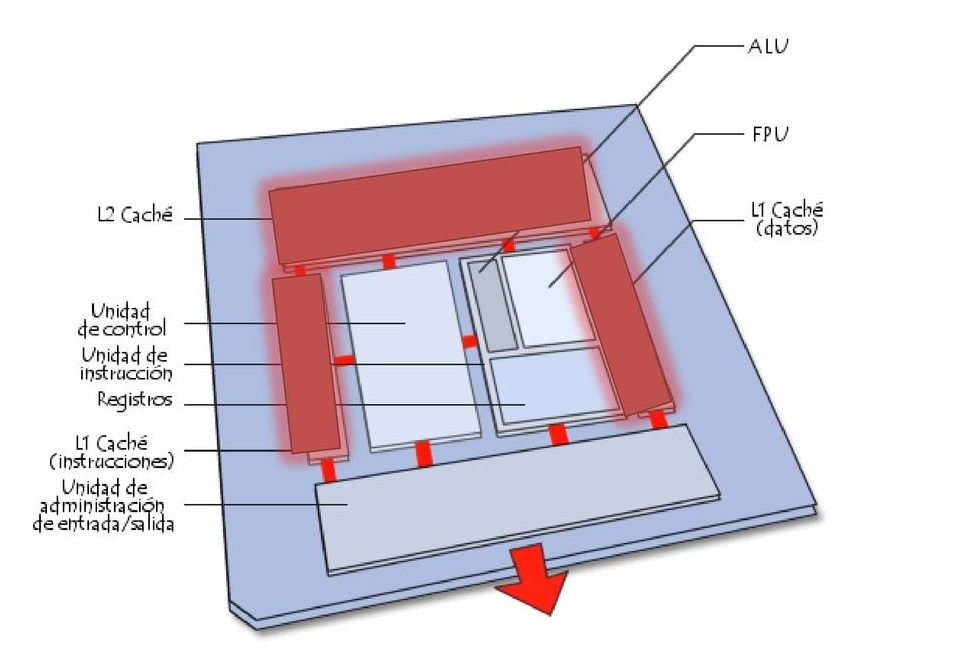 ALU
FPU
L1 Caché
(datos)
L2 Caché
Unidad
de control
Unidad de
instrucción
Registros
L1 Caché
(instrucciones)
Unidad de
administración
de entrada/salida